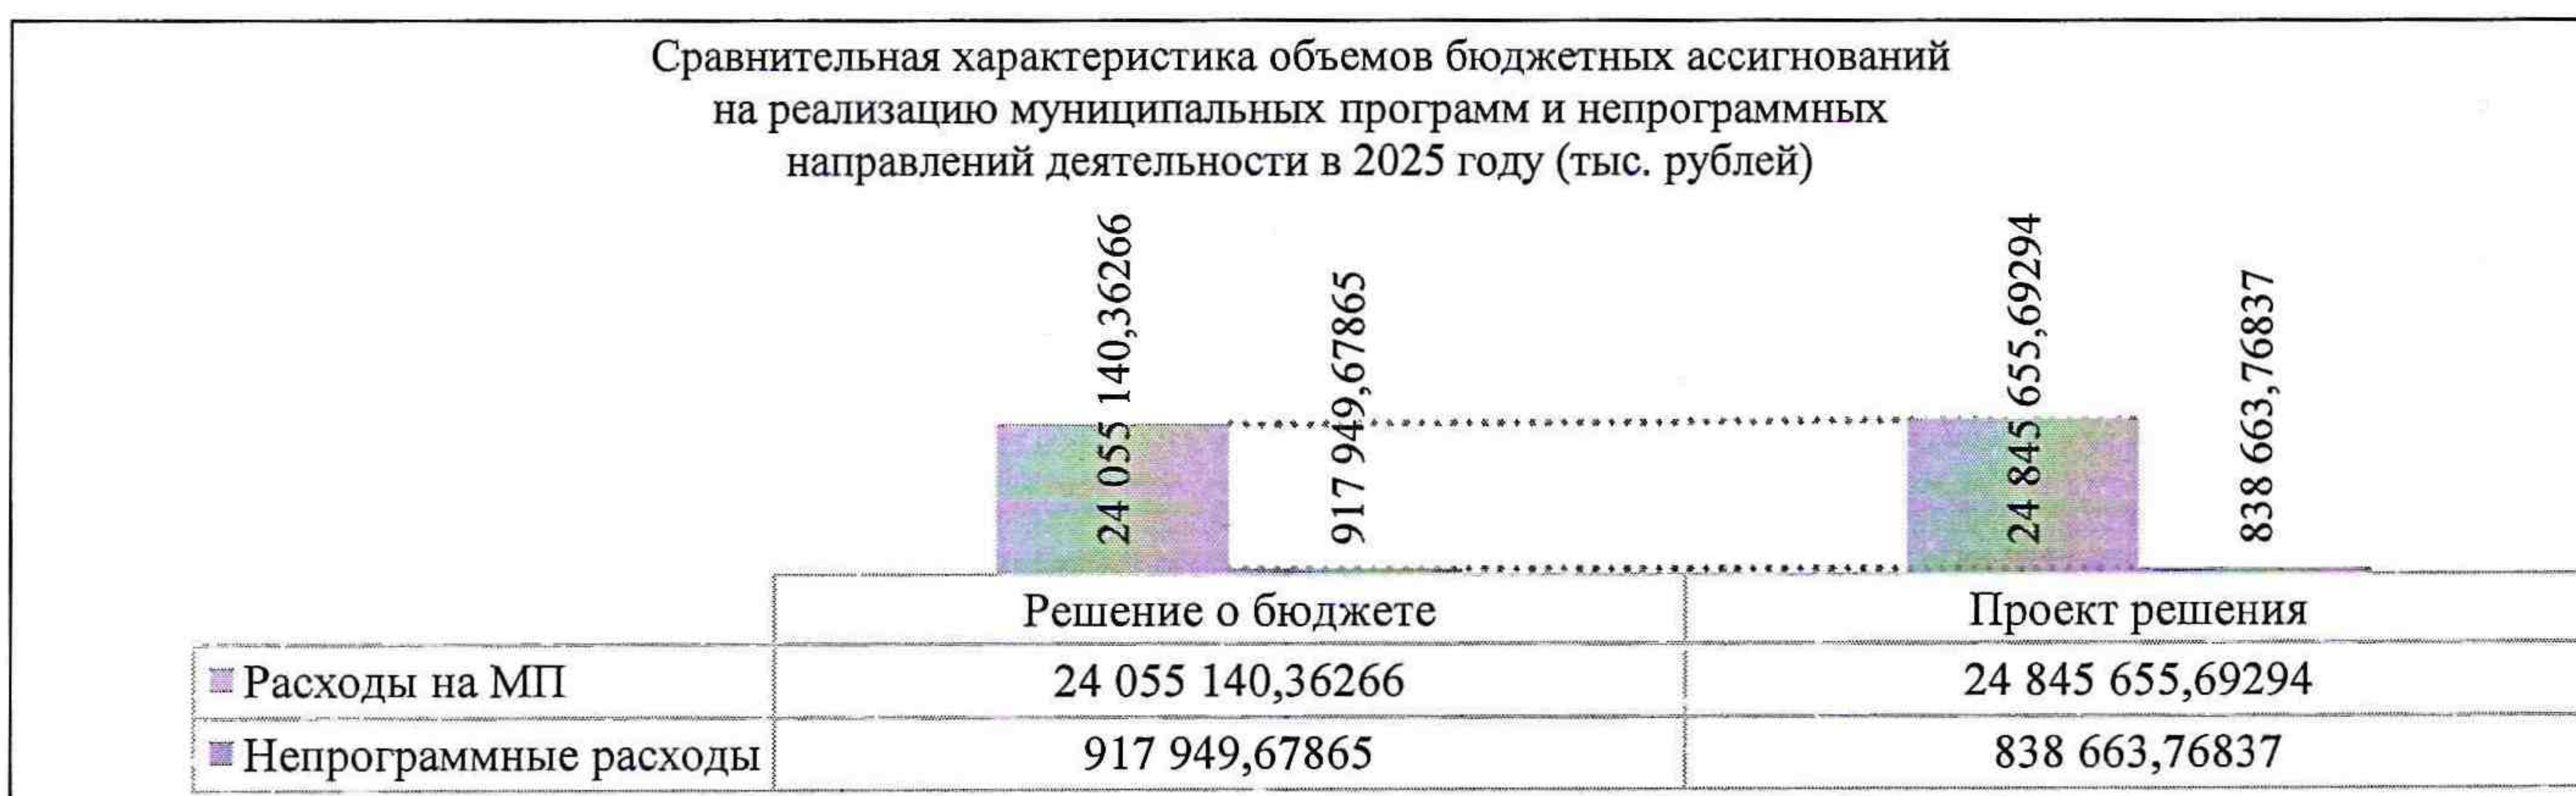 Сравнительная характеристика объемов бюджетных ассигнований
на реализацию муниципальных программ и непрограммных
направлений деятельности в 2025 году (тыс. рублей)
24 055 140,36266
917 949,67865
24 845 655,69294
838 663,76837
Решение о бюджете Проект решения
Расходы на МП 24 055 140,36266 24 845 655,69294
Непрограммные расходы 917 949,67865 838 663,76837